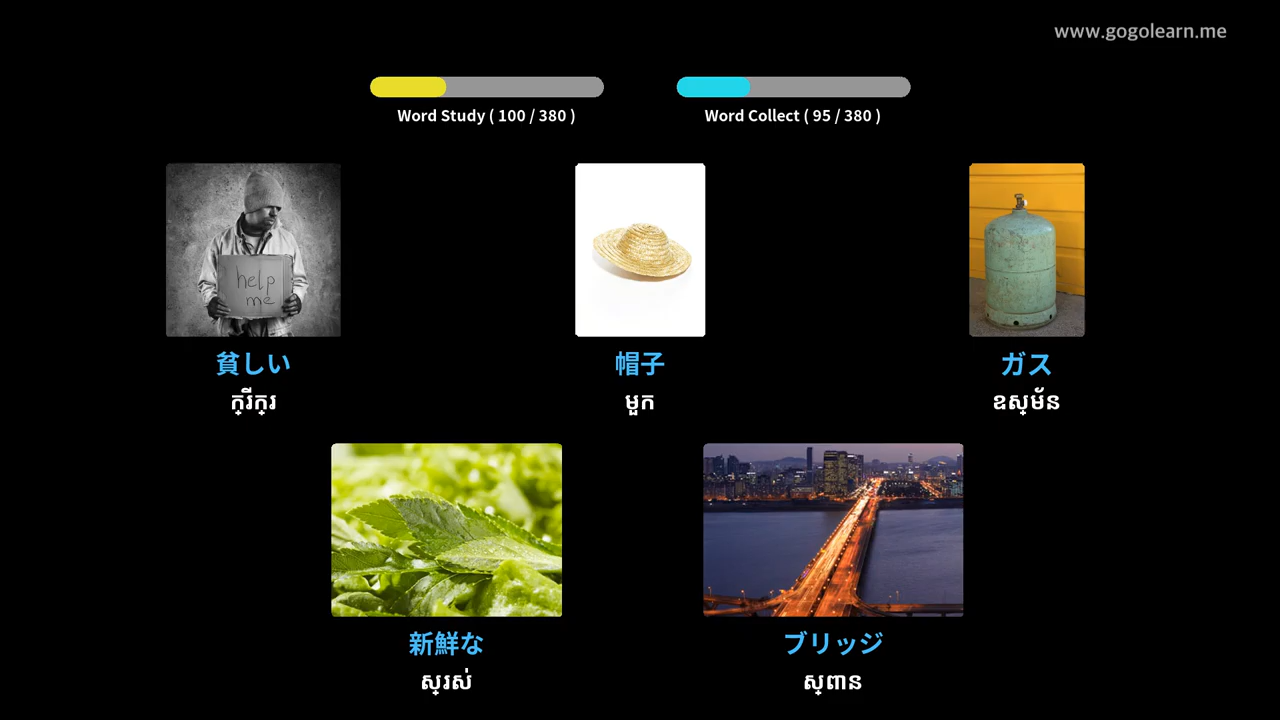 www.gogolearn.me
Word Study ( 100 / 380 )
Word Collect ( 95 / 380 )
help
me
貧しい
帽子
ガス
ក្រីក្រ
មួក
ឧស្ម័ន
新鮮な
ブリッジ
ស្រស់
ស្ពាន